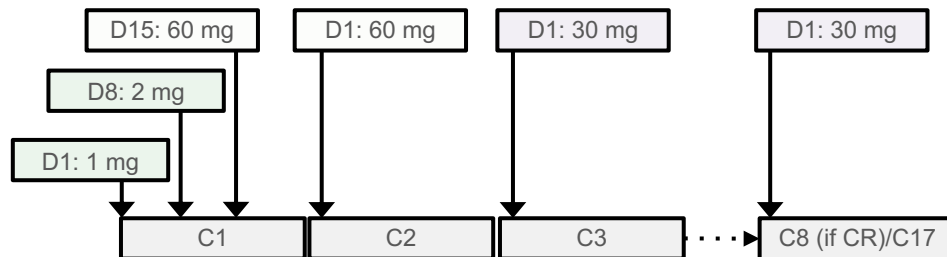 D15: 60 mg
D1: 60 mg
D1: 30 mg
D1: 30 mg
D8: 2 mg
D1: 1 mg
C1
C2
C3
C8 (if CR)/C17